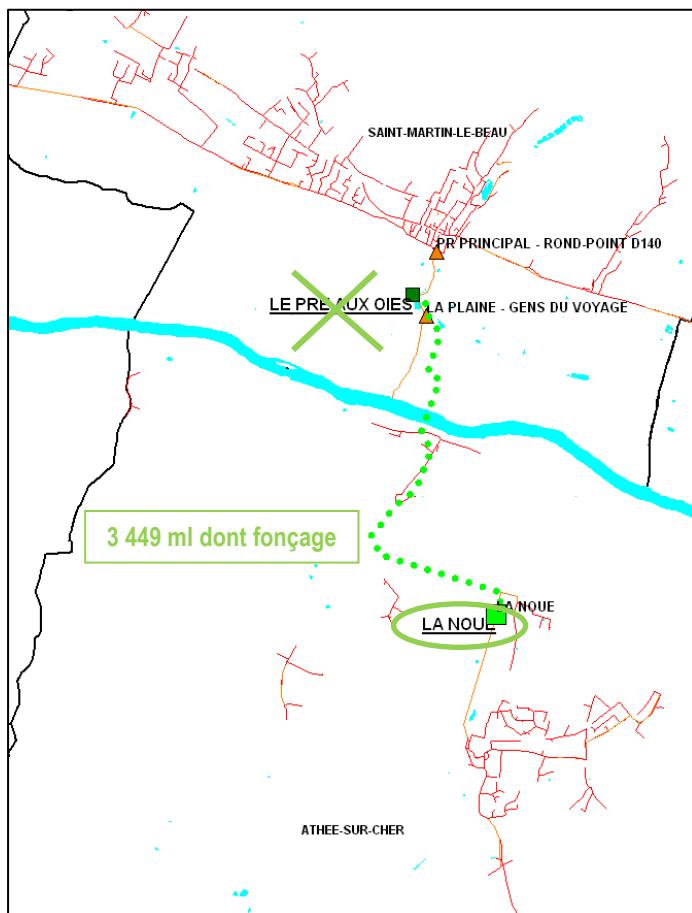 SAINT-MARTIN-LE-BEAU
PR PRINCIPAL - ROND-POINT D140
LE PRE AUX OIES
LA PLAINE - GENS DU VOYAGE
3 449 ml dont fonçage
LA NOUE
LA NOUE
ATHEE-SUR-CHER